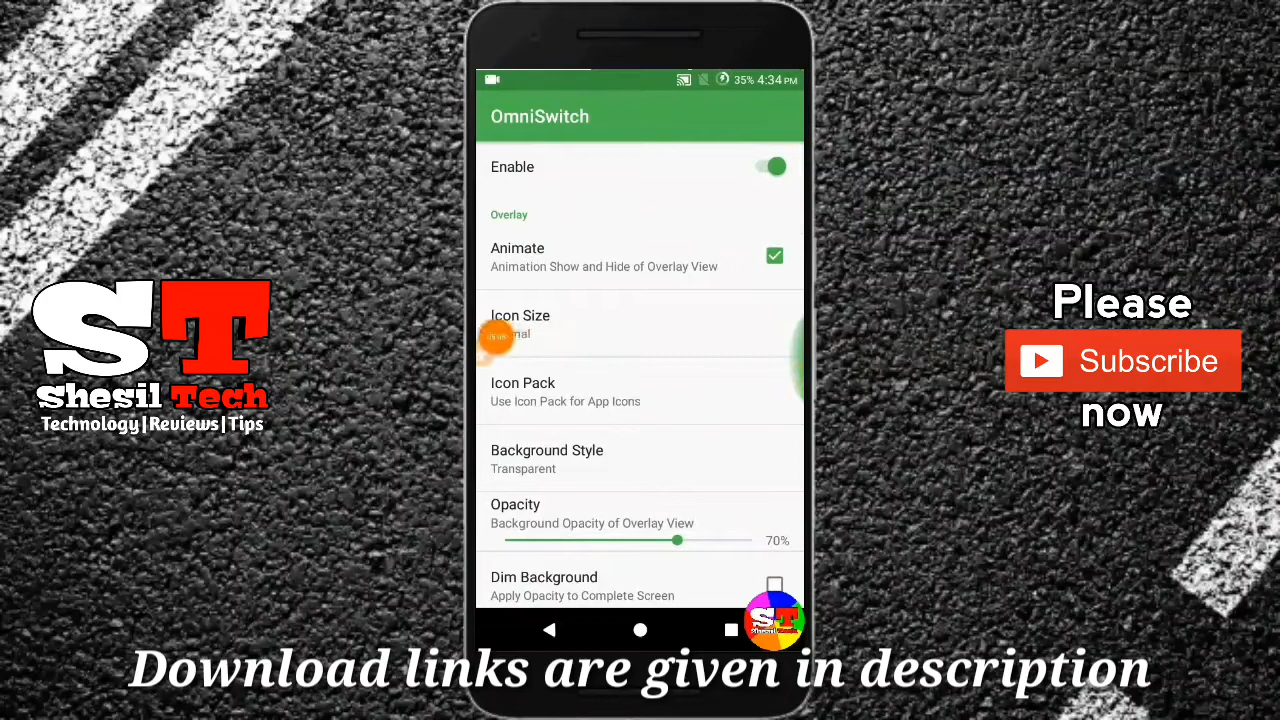 35% 4:34 PM
OmniSwitch
Enable
Overlay
Animate
Animation Show and Hide of Overlay View
Icon Size
Icon Pack
Use Icon Pack for App Icons
Background Style
Transparent
Opacity
Background Opacity of Overlay View
70%
Dim Background
Apply Opacity to Complete Screen
ST
Shesil Tech
Technology|Reviews|Tips
Please
Subscribe
now
ST
Download links are given in description